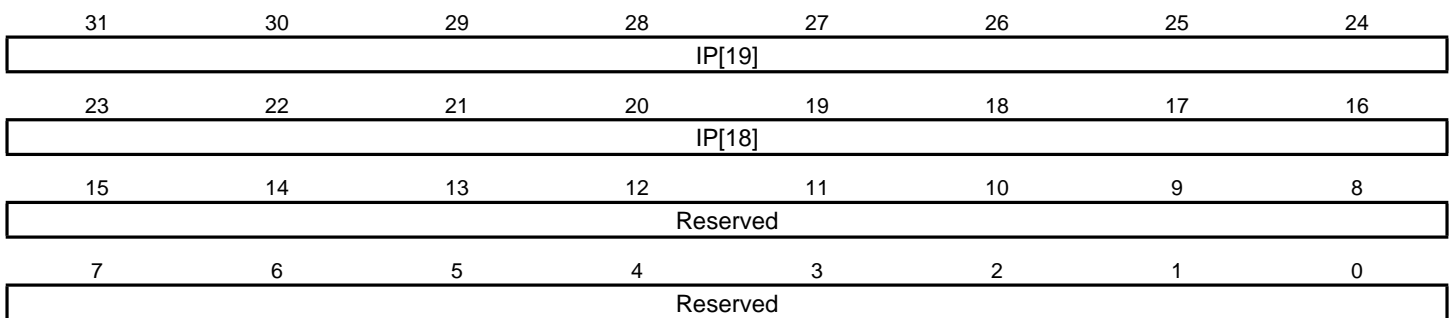 31 30 29 28 27 26 25 24
IP[19]
23 22 21 20 19 18 17 16
IP[18]
15 14 13 12 11 10 9 8
Reserved
7 6 5 4 3 2 1 0
Reserved